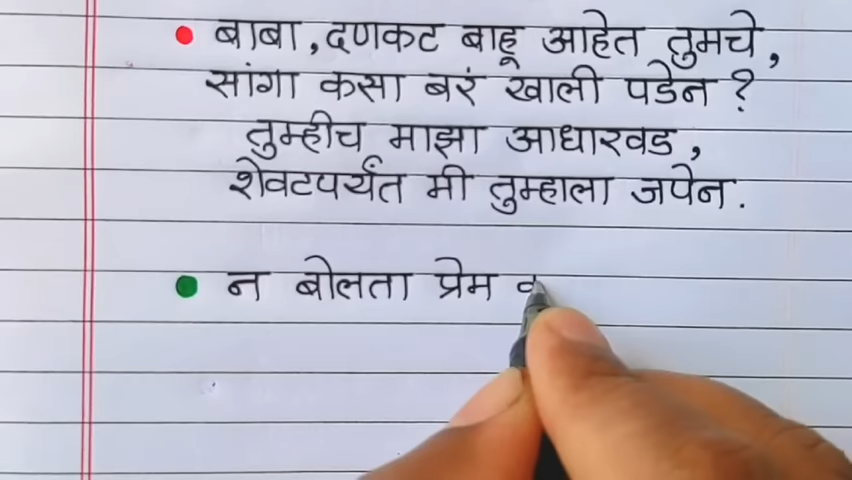 बाबा, दणकट बाहू आहेत तुमचे,
सांगा कसा बरं खाली पडेन ?
तुम्हीच माझा आधारवड,
शेवटपर्यंत मी तुम्हाला जपेन.
न बोलता प्रेम